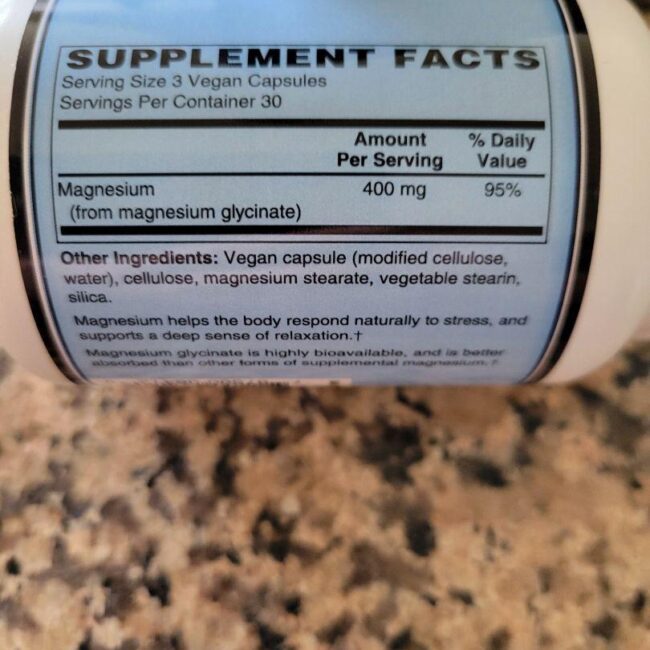 SUPPLEMENT FACTS
Serving Size 3 Vegan Capsules
Servings Per Container 30
Amount Per Serving
% Daily Value
Magnesium 400 mg 95%
(from magnesium glycinate)
Other Ingredients: Vegan capsule (modified cellulose,
water), cellulose, magnesium stearate, vegetable stearin,
silica.
Magnesium helps the body respond naturally to stress, and
supports a deep sense of relaxation.†
Magnesium glycinate is highly bioavailable, and is better
absorbed than other forms of supplemental magnesium.†